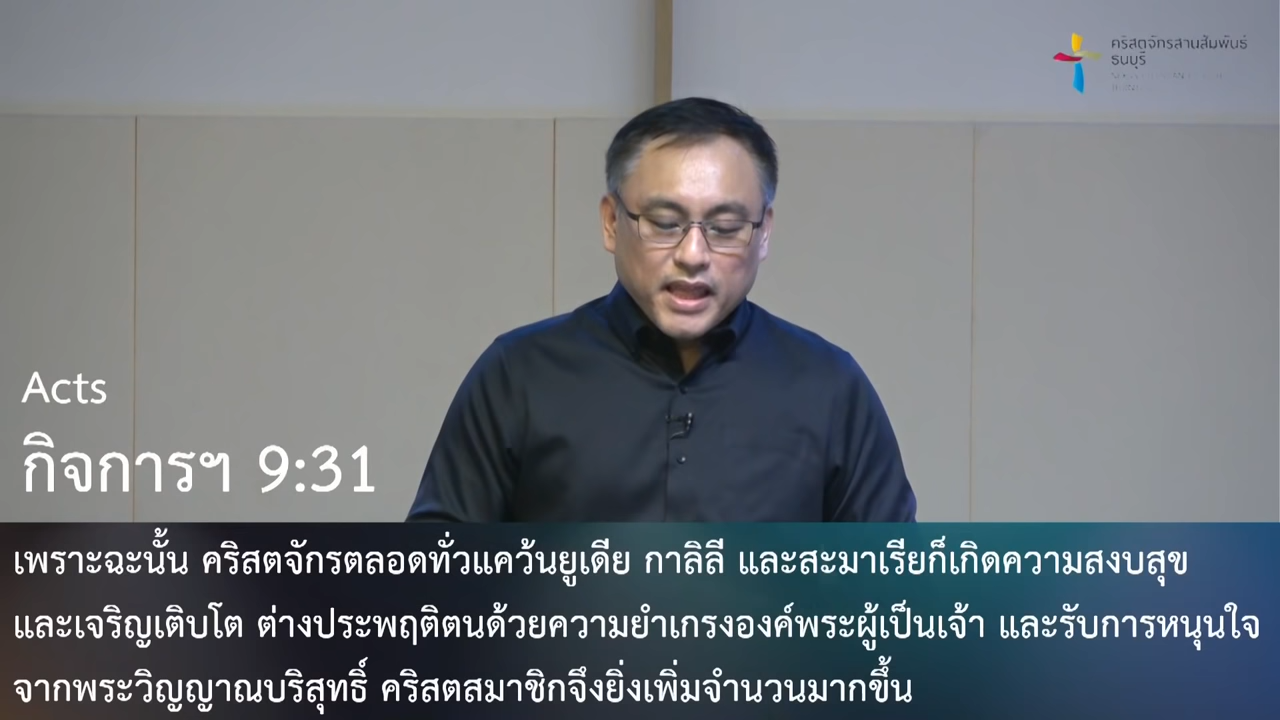 คริสตจักรสานสัมพันธ์
ธนบุรี
Acts
กิจการฯ 9:31
เพราะฉะนั้น คริสตจักรตลอดทั่วแคว้นยูเดีย กาลิลี และสะมาเรียก็เกิดความสงบสุข
และเจริญเติบโต ต่างประพฤติตนด้วยความยำเกรงองค์พระผู้เป็นเจ้า และรับการหนุนใจ
จากพระวิญญาณบริสุทธิ์ คริสตสมาชิกจึงยิ่งเพิ่มจำนวนมากขึ้น